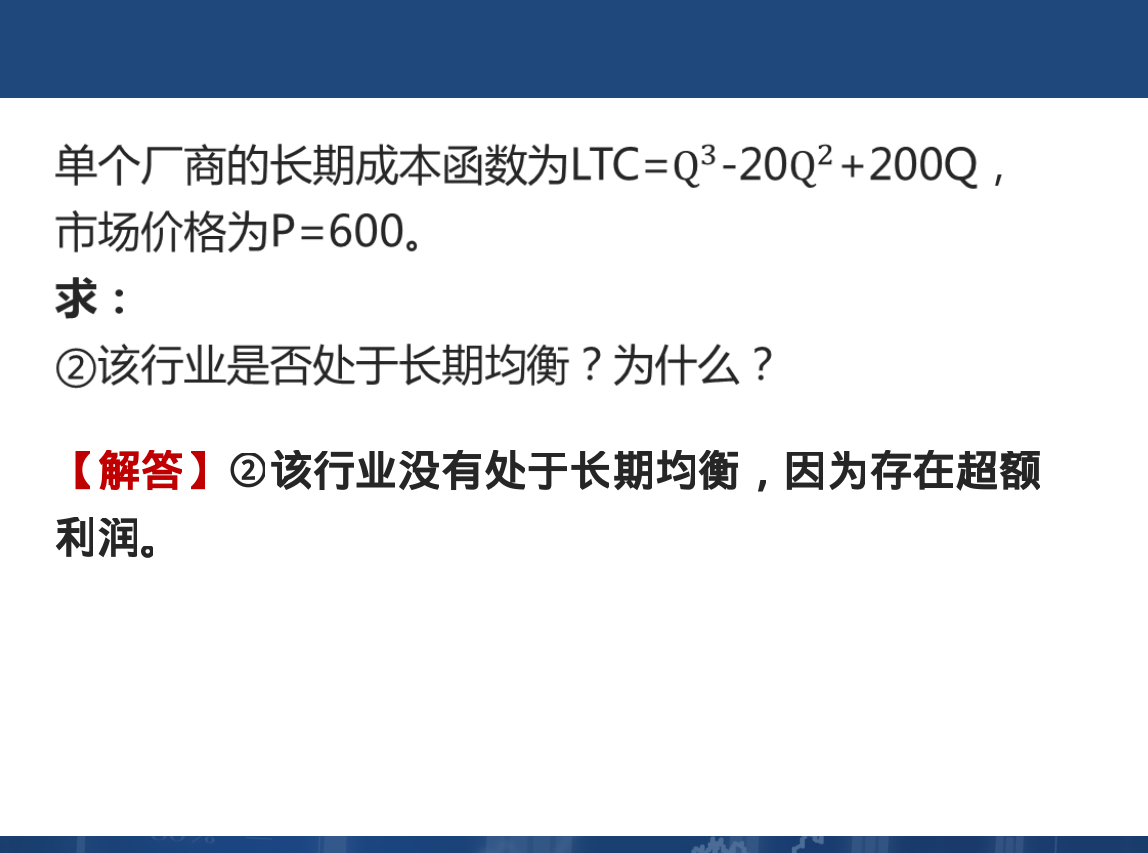 单个厂商的长期成本函数为LTC=Q³-20Q²+200Q，
市场价格为P=600。
求：
②该行业是否处于长期均衡？为什么？
【解答】②该行业没有处于长期均衡，因为存在超额
利润。